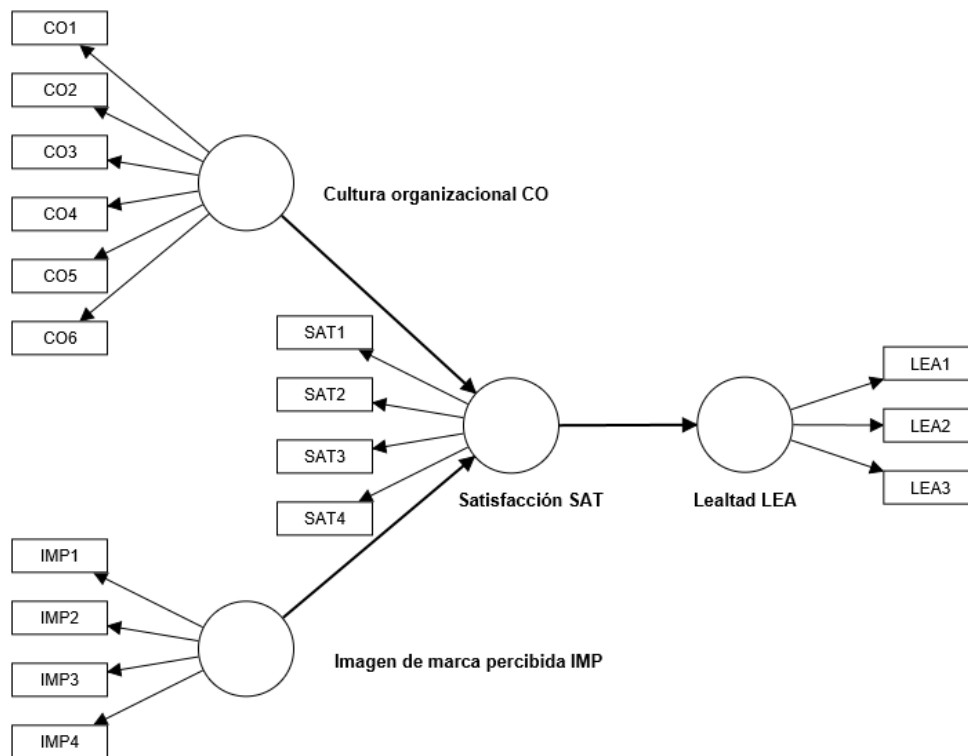 CO1
CO2
CO3
CO4
CO5
CO6
Cultura organizacional CO
SAT1
SAT2
SAT3
SAT4
Satisfacción SAT
LEA1
LEA2
LEA3
Lealtad LEA
IMP1
IMP2
IMP3
IMP4
Imagen de marca percibida IMP